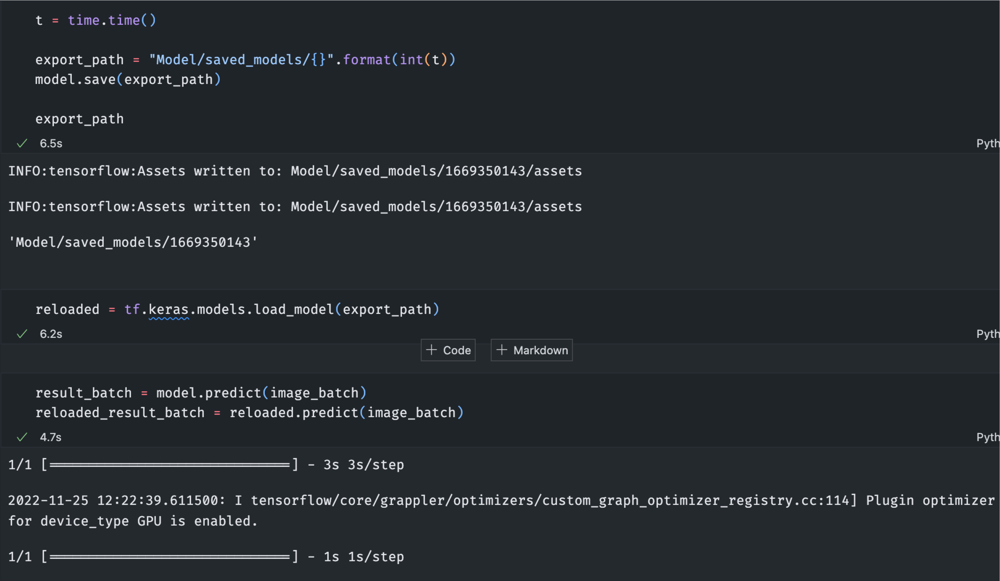 t = time.time()
export_path = "Model/saved_models/{}".format(int(t))
model.save(export_path)
export_path
6.5s
Pyth
INFO:tensorflow:Assets written to: Model/saved_models/1669350143/assets
INFO:tensorflow:Assets written to: Model/saved_models/1669350143/assets
'Model/saved_models/1669350143'
reloaded = tf.keras.models.load_model(export_path)
6.2s
Pyth
+ Code + Markdown
result_batch = model.predict(image_batch)
reloaded_result_batch = reloaded.predict(image_batch)
4.7s
Pyth
1/1 [==============================] - 3s 3s/step
2022-11-25 12:22:39.611500: I tensorflow/core/grappler/optimizers/custom_graph_optimizer_registry.cc:114] Plugin optimizer
for device_type GPU is enabled.
1/1 [==============================] - 1s 1s/step